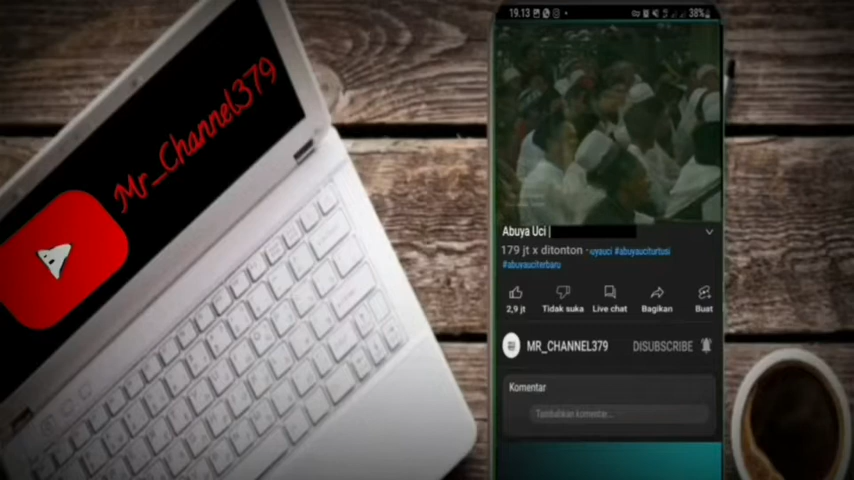 Mr_Channel379
19.13
38%
Abuya Uci |
179 jt x ditonton · uyauci #abuyauciturtusi
#abuyauciterbaru
2,9 jt
Tidak suka
Live chat
Bagikan
Buat
MR_CHANNEL379
DISUBSCRIBE
Komentar
Tambahkan komentar...